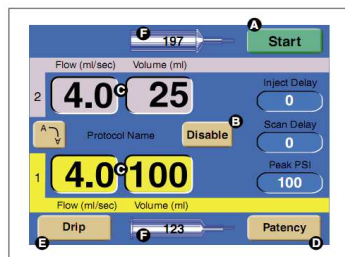 A
F 197 Start
Flow (ml/sec) Volume (ml)
2 4.0 C 25
Inject Delay
0
B
Scan Delay
0
A A Protocol Name Disable
Peak PSI
100
1 4.0 C 100
Flow (ml/sec) Volume (ml)
Drip F 123 Patency
E D